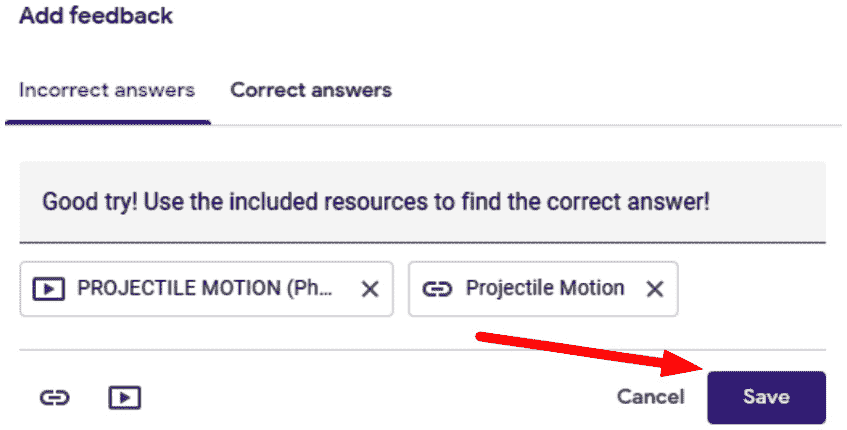 Add feedback
Incorrect answers Correct answers
Good try! Use the included resources to find the correct answer!
PROJECTILE MOTION (Ph... Projectile Motion
Cancel Save